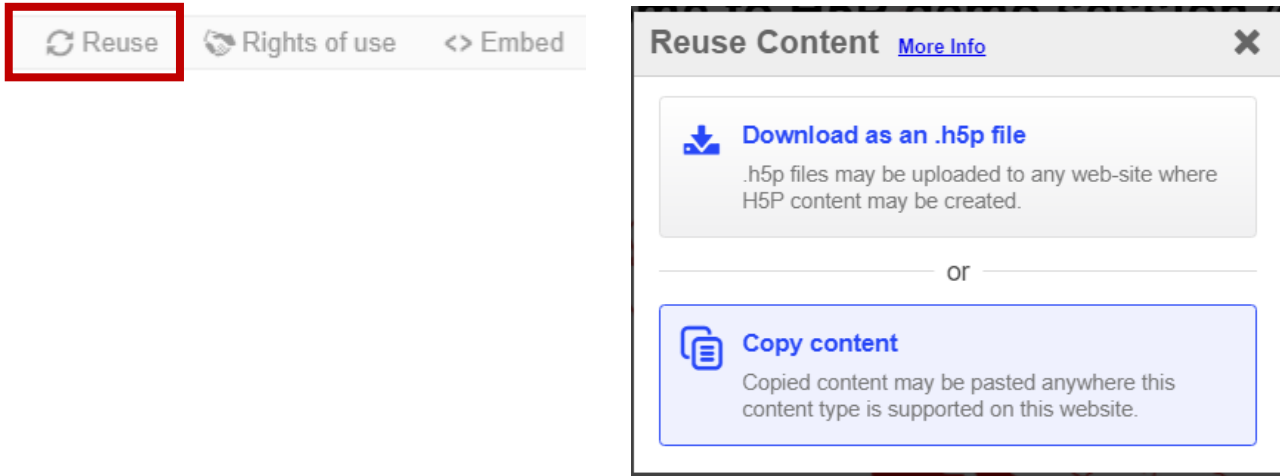 Reuse Rights of use <> Embed
Reuse Content More Info
Download as an .h5p file
.h5p files may be uploaded to any web-site where
H5P content may be created.
or
Copy content
Copied content may be pasted anywhere this
content type is supported on this website.